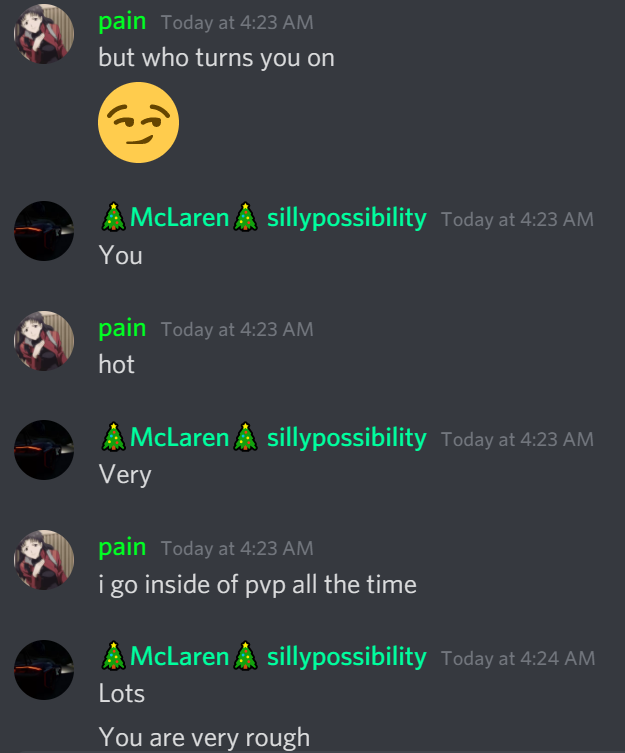 pain Today at 4:23 AM
but who turns you on
🎄McLaren🎄 sillypossibility Today at 4:23 AM
You
pain Today at 4:23 AM
hot
🎄McLaren🎄 sillypossibility Today at 4:23 AM
Very
pain Today at 4:23 AM
i go inside of pvp all the time
🎄McLaren🎄 sillypossibility Today at 4:24 AM
Lots
You are very rough